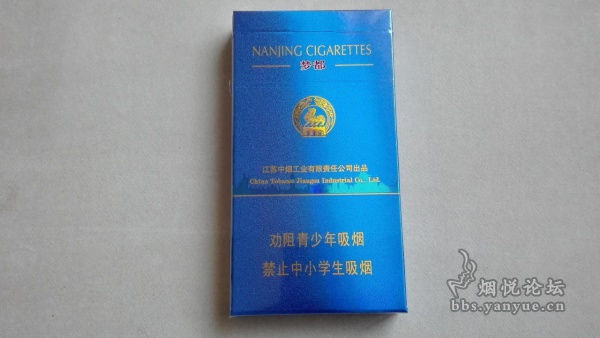 NANJING CIGARETTES
梦都
江苏中烟工业有限责任公司出品
China Tobacco Jiangsu Industrial Co., Ltd.
劝阻青少年吸烟
禁止中小学生吸烟
烟悦论坛
bbs.yanyue.cn